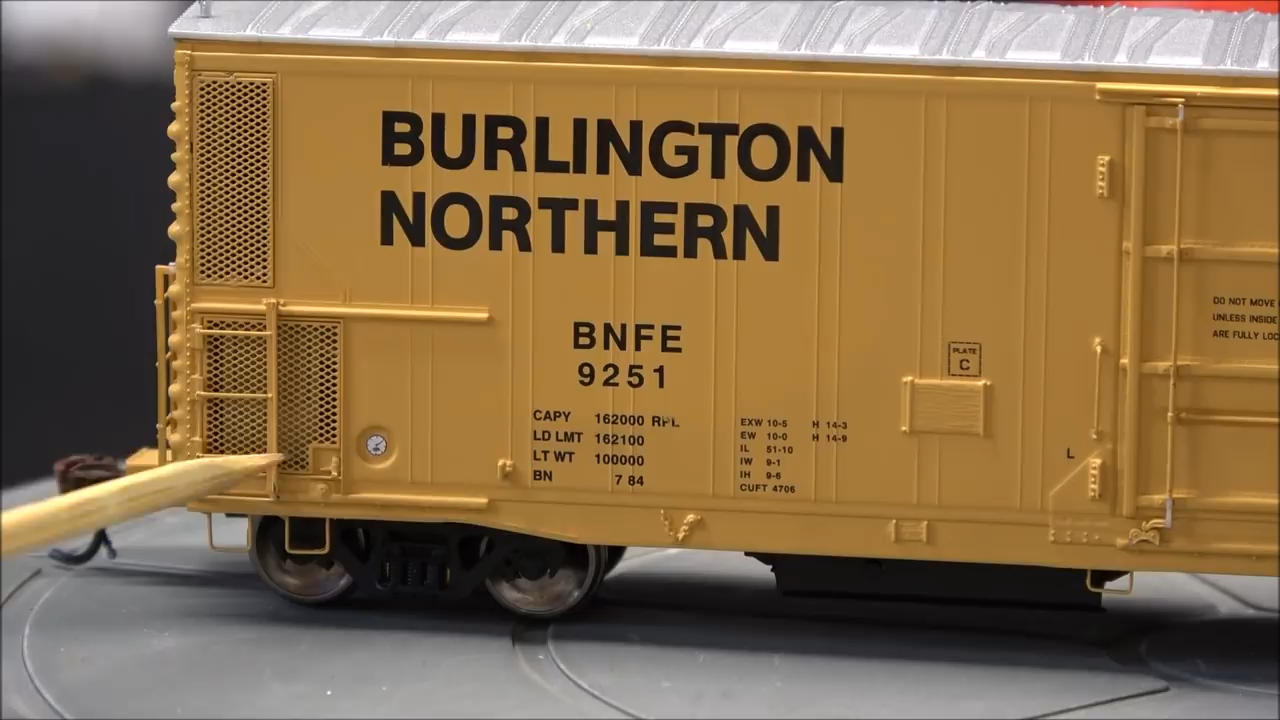 BURLINGTON
NORTHERN
BNFE
9251
CAPY 162000 RPL
LD LMT 162100
LT WT 100000
BN 7 84
EXW 10-5 H 14-3
EW 10-0 H 14-9
IL 51-10
IW 9-1
IH 9-6
CUFT 4706
PLATE
C
L
DO NOT MOVE
UNLESS INSIDE
ARE FULLY LOC